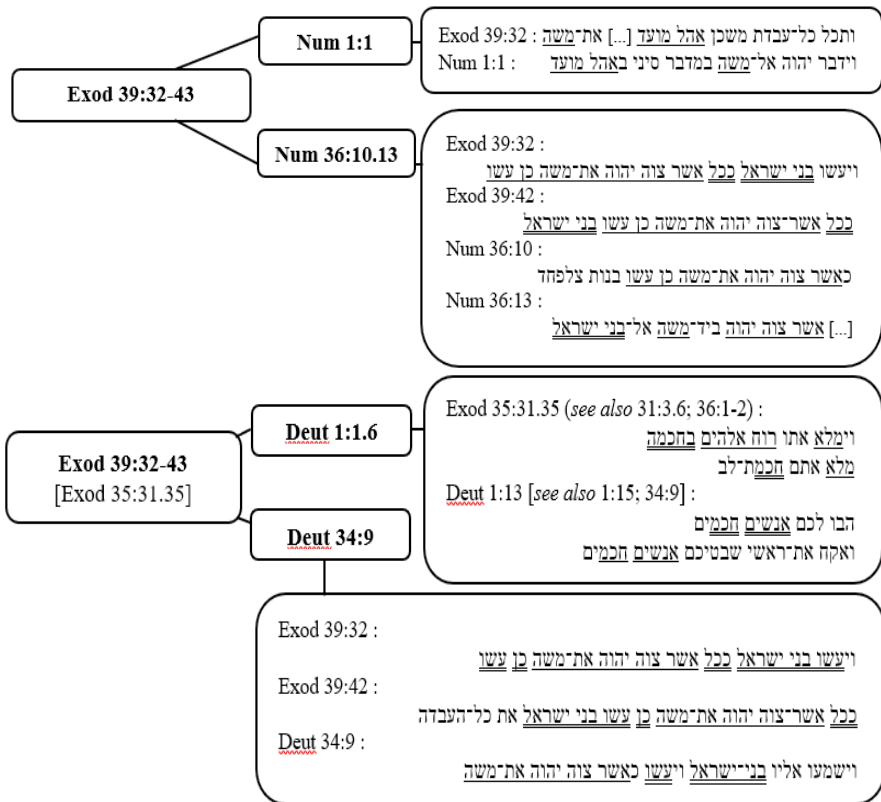 Exod 39:32-43
Num 1:1
Exod 39:32 : ותכל כל־עבדת משכן אהל מועד [...] את־משה
Num 1:1 : וידבר יהוה אל־משה במדבר סיני באהל מועד
Num 36:10.13
Exod 39:32 :
ויעשו בני ישראל ככל אשר צוה יהוה את־משה כן עשו
Exod 39:42 :
ככל אשר־צוה יהוה את־משה כן עשו בני ישראל
Num 36:10 :
כאשר צוה יהוה את־משה כן עשו בנות צלפחד
Num 36:13 :
[...] אשר צוה יהוה ביד־משה אל־בני ישראל
Exod 39:32-43
[Exod 35:31.35]
Deut 1:1.6
Exod 35:31.35 (see also 31:3.6; 36:1-2) :
וימלא אתו רוח אלהים בחכמה
מלא אתם חכמת־לב
Deut 1:13 [see also 1:15; 34:9] :
הבו לכם אנשים חכמים
ואקח את־ראשי שבטיכם אנשים חכמים
Deut 34:9
Exod 39:32 :
ויעשו בני ישראל ככל אשר צוה יהוה את־משה כן עשו
Exod 39:42 :
ככל אשר־צוה יהוה את־משה כן עשו בני ישראל את כל־העבדה
Deut 34:9 :
וישמעו אליו בני־ישראל ויעשו כאשר צוה יהוה את־משה